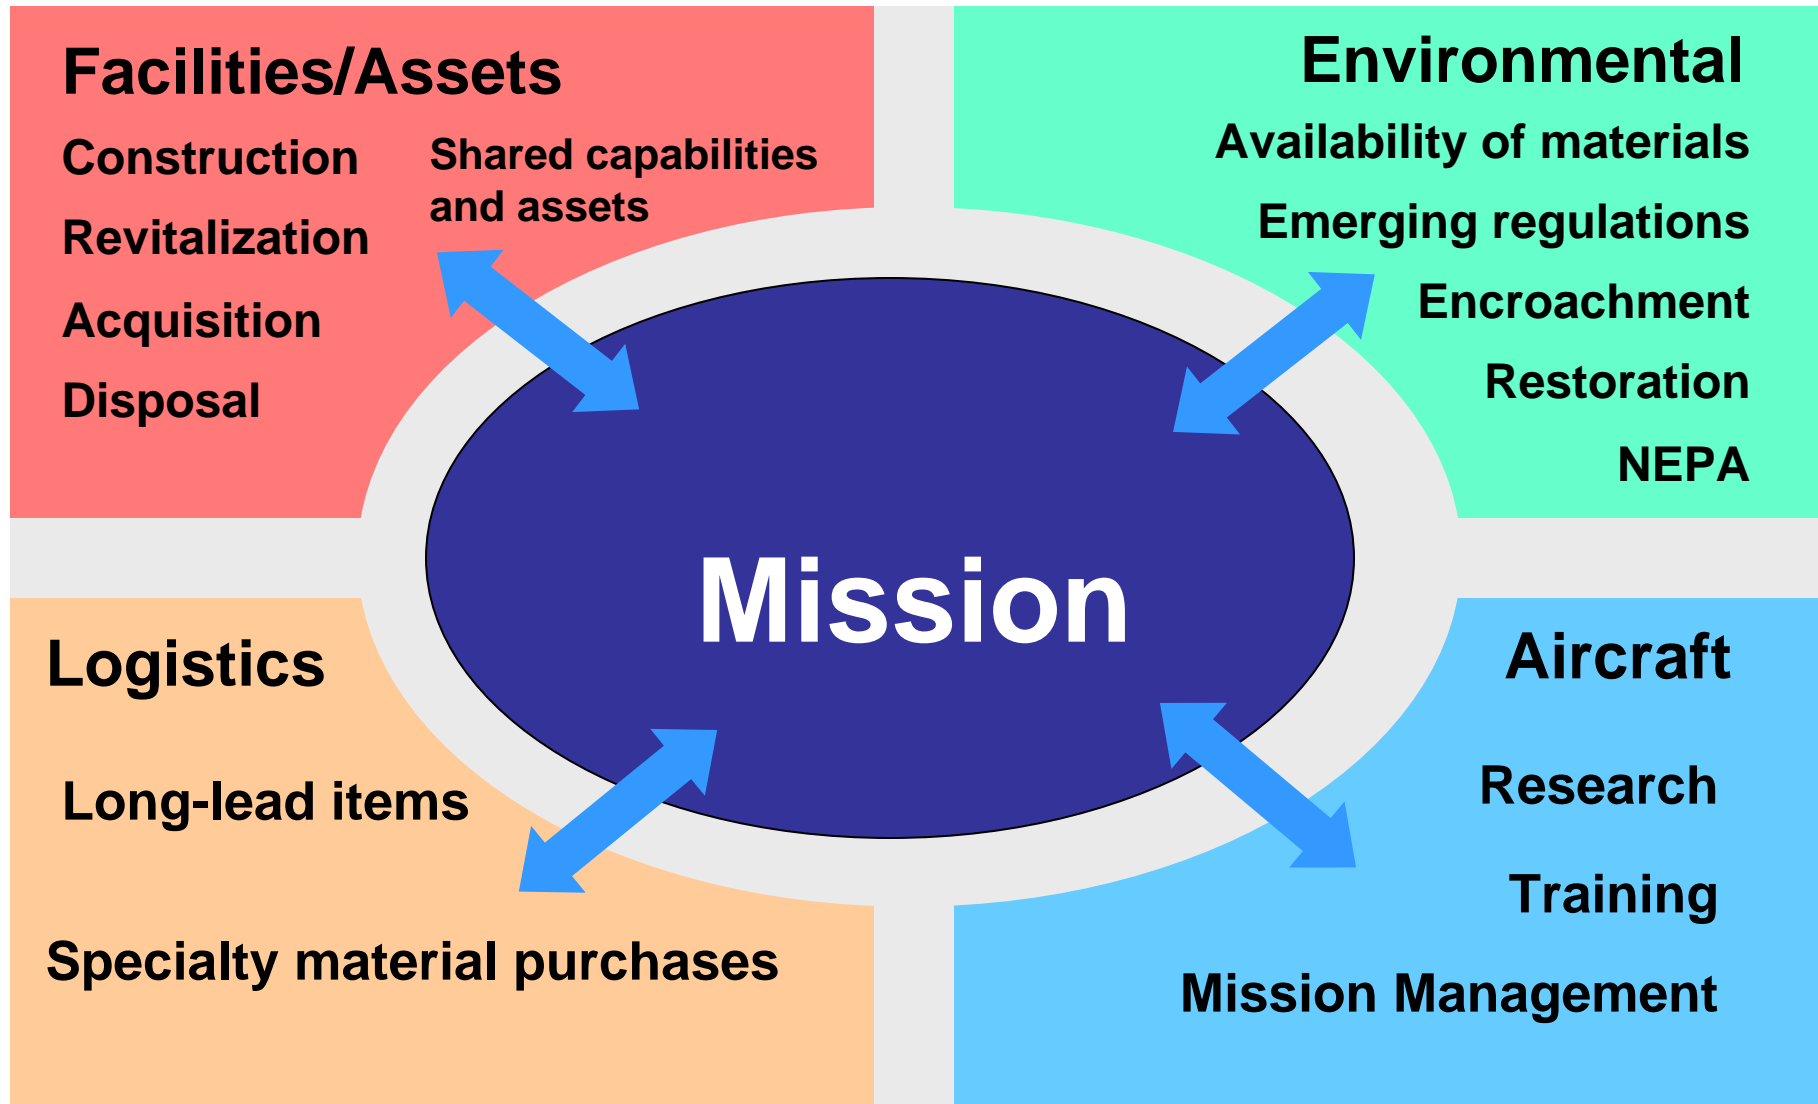 Facilities/Assets
Construction
Revitalization
Acquisition
Disposal
Shared capabilities
and assets
Environmental
Availability of materials
Emerging regulations
Encroachment
Restoration
NEPA
Mission
Logistics
Long-lead items
Specialty material purchases
Aircraft
Research
Training
Mission Management